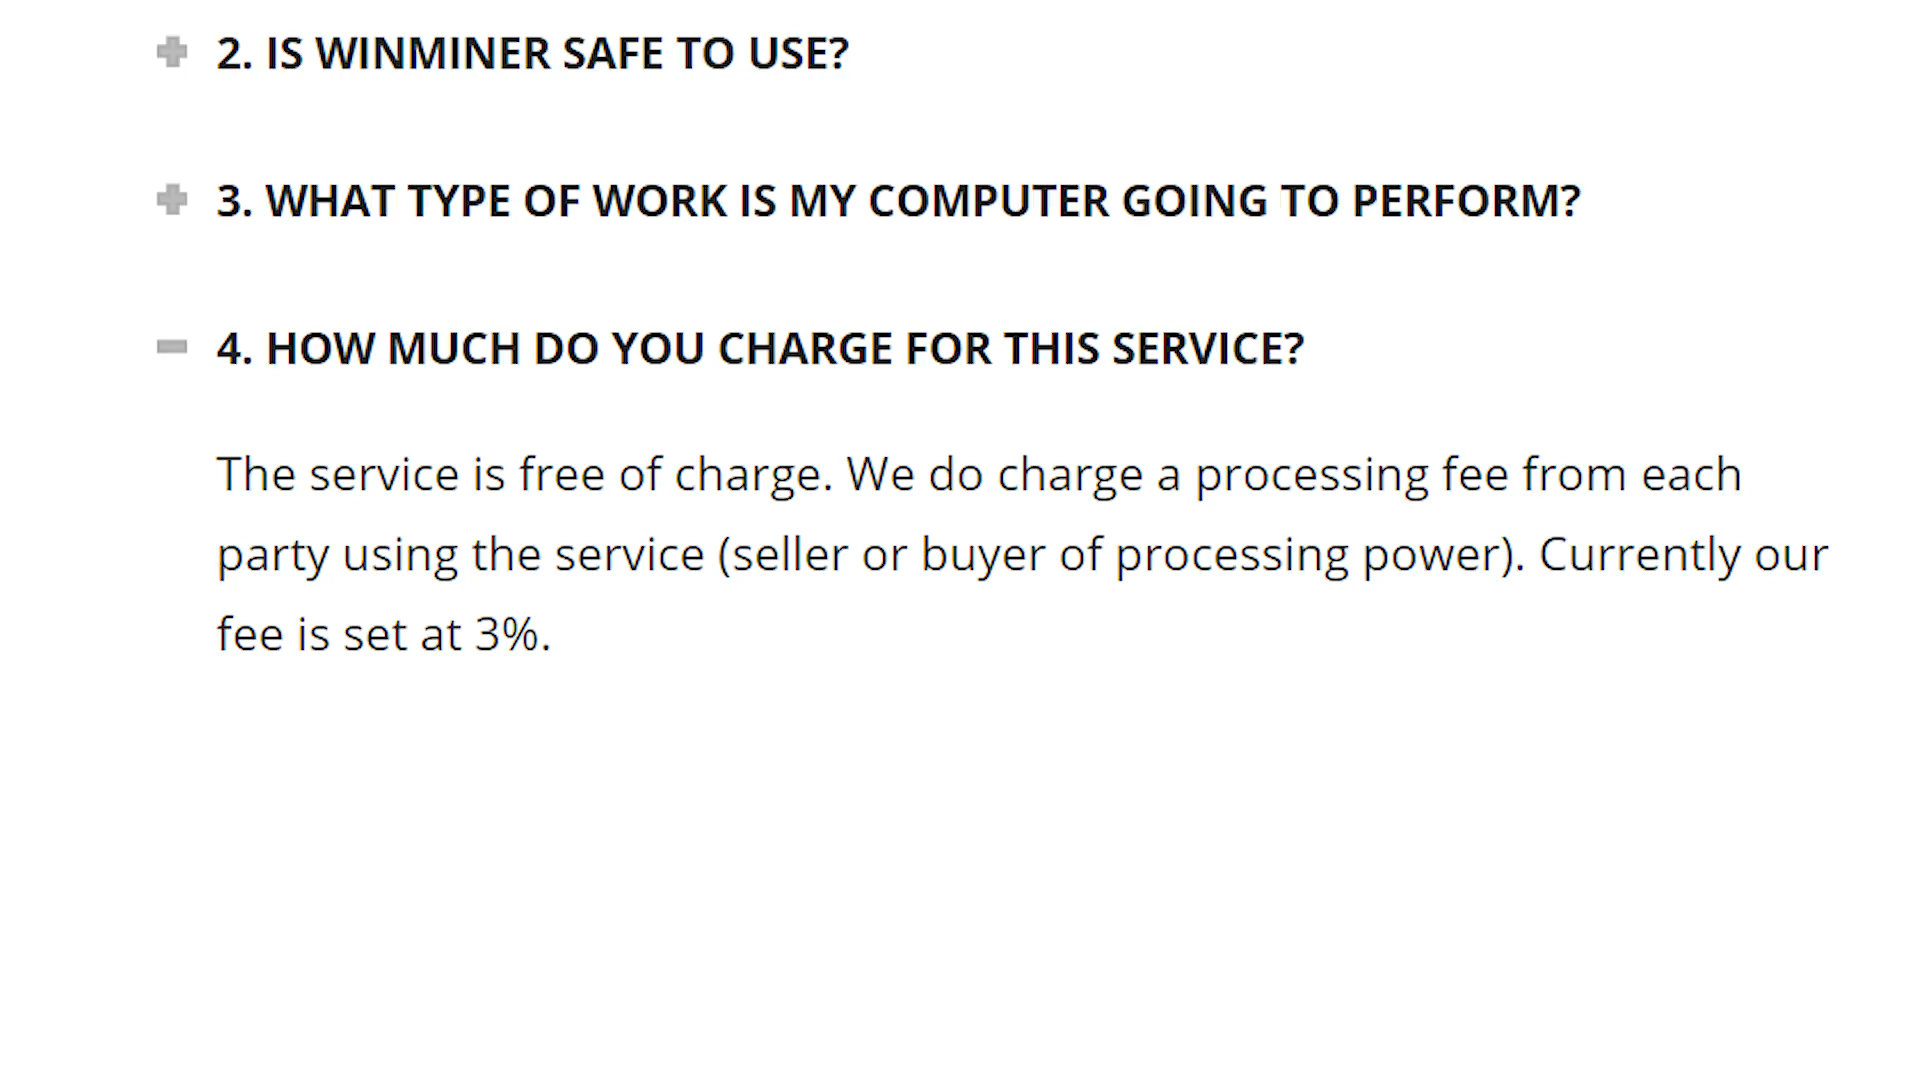 2. IS WINMINER SAFE TO USE?
3. WHAT TYPE OF WORK IS MY COMPUTER GOING TO PERFORM?
4. HOW MUCH DO YOU CHARGE FOR THIS SERVICE?
The service is free of charge. We do charge a processing fee from each
party using the service (seller or buyer of processing power). Currently our
fee is set at 3%.